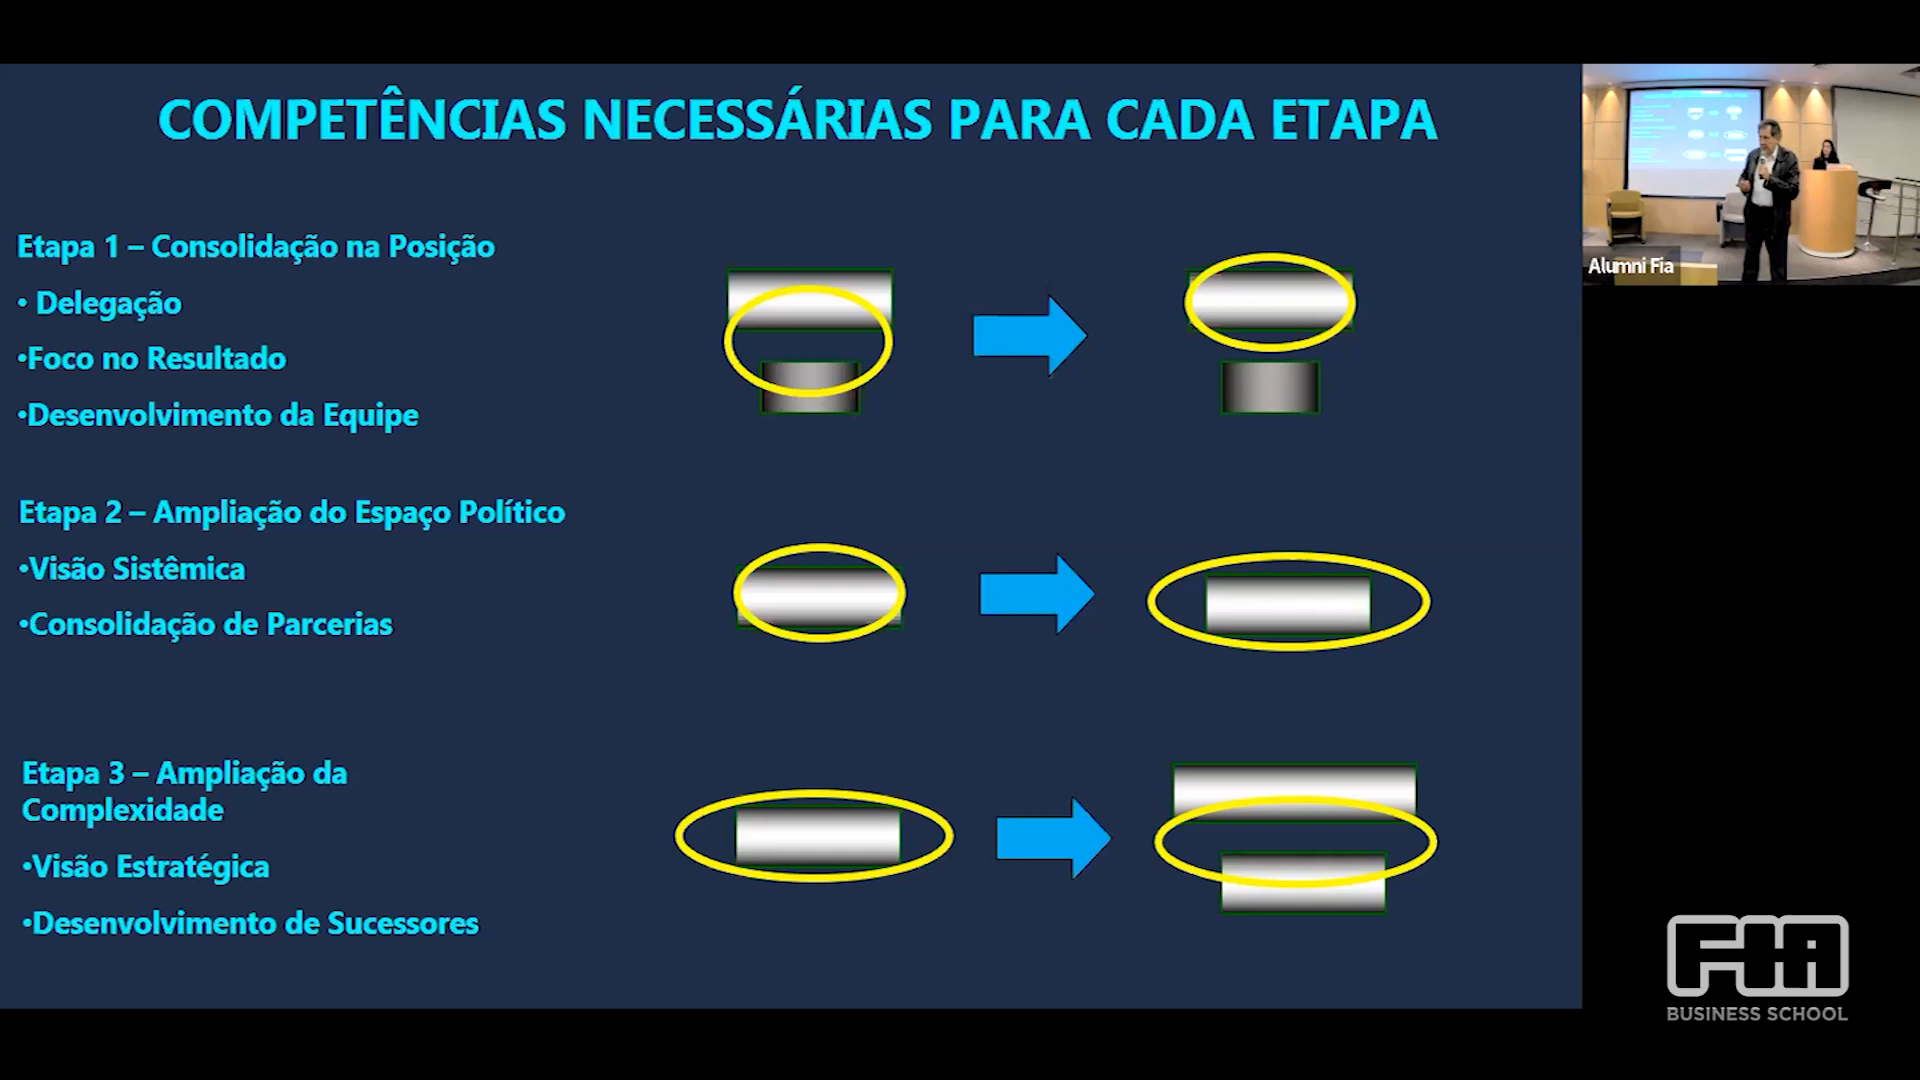 COMPETÊNCIAS NECESSÁRIAS PARA CADA ETAPA
Etapa 1 – Consolidação na Posição
• Delegação
•Foco no Resultado
•Desenvolvimento da Equipe
Etapa 2 – Ampliação do Espaço Político
•Visão Sistêmica
•Consolidação de Parcerias
Etapa 3 – Ampliação da
Complexidade
•Visão Estratégica
•Desenvolvimento de Sucessores
Alumni Fia
FIA
BUSINESS SCHOOL